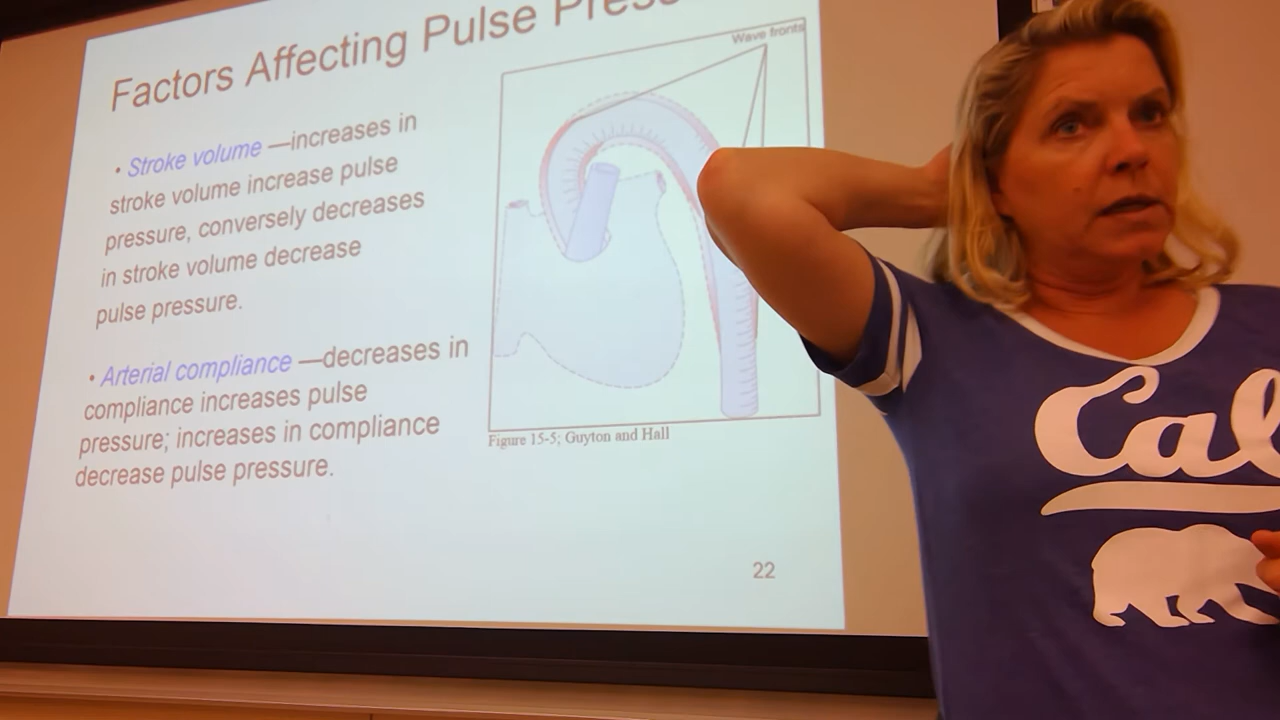 Factors Affecting Pulse
Wave fronts
• Stroke volume —increases in
stroke volume increase pulse
pressure, conversely decreases
in stroke volume decrease
pulse pressure.
• Arterial compliance —decreases in
compliance increases pulse
pressure; increases in compliance
decrease pulse pressure.
Figure 15-5; Guyton and Hall
22
Cal